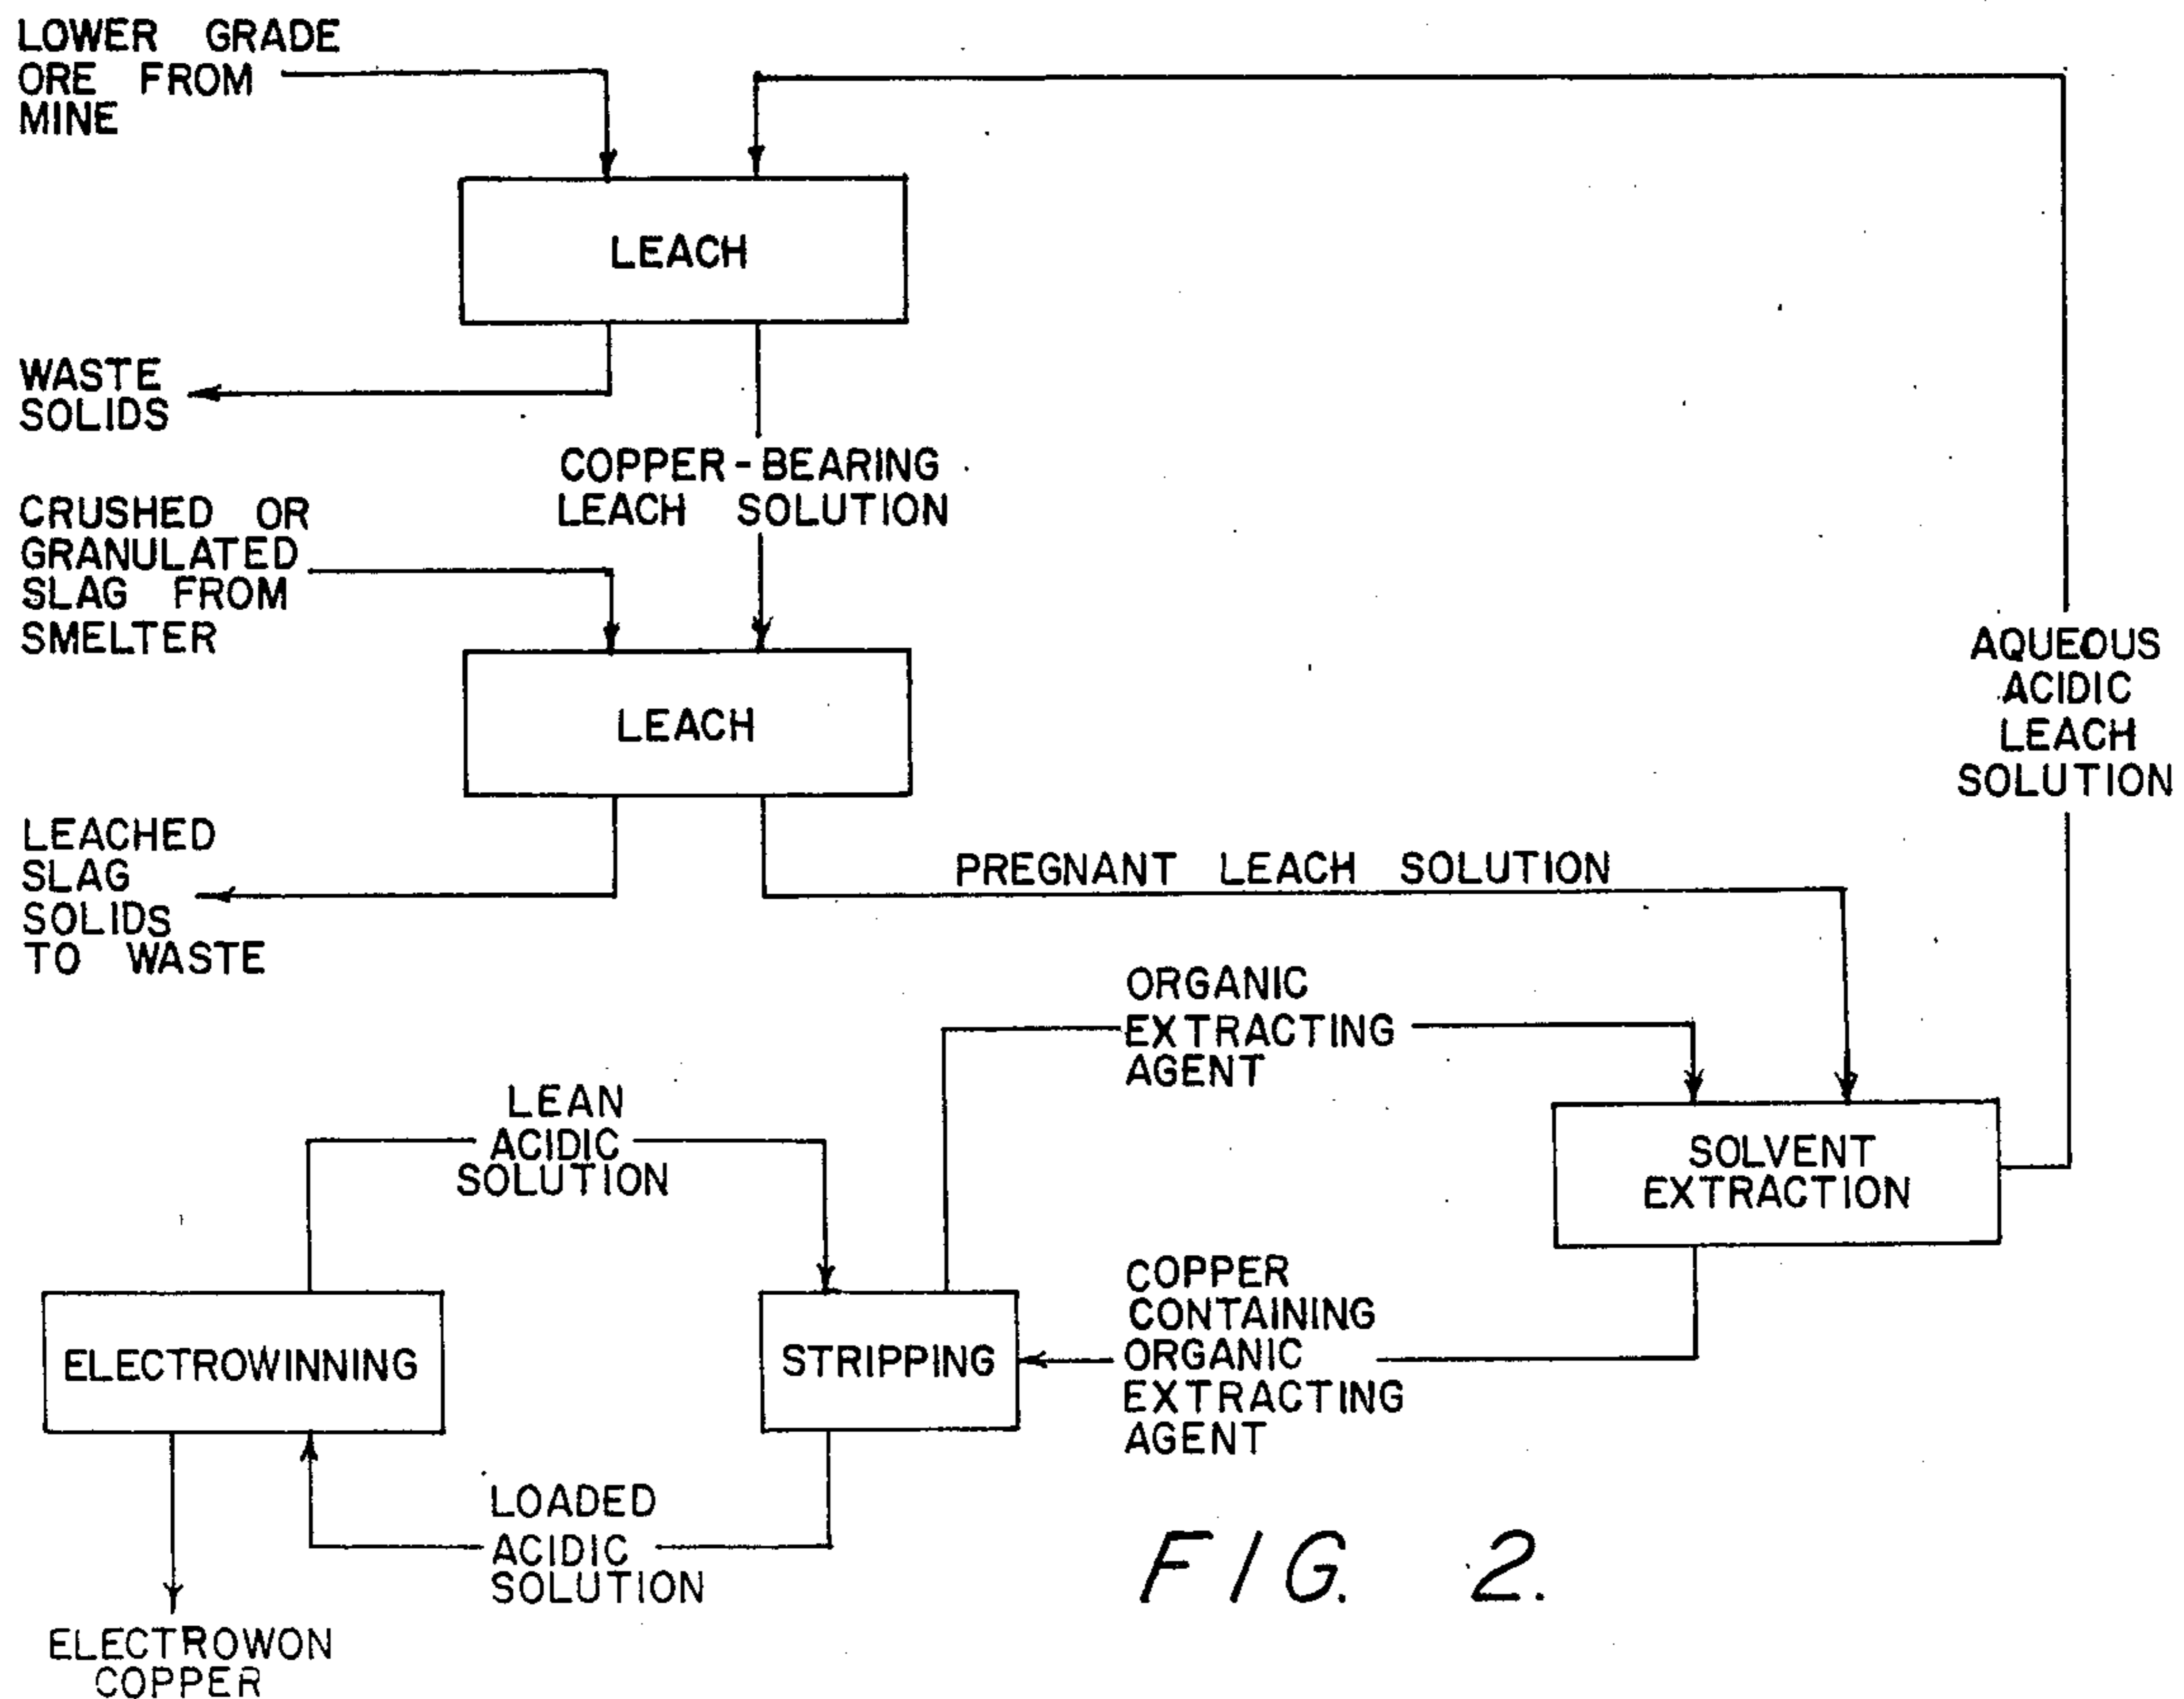 LOWER GRADE
ORE FROM
MINE
LEACH
WASTE
SOLIDS
COPPER-BEARING
LEACH SOLUTION
CRUSHED OR
GRANULATED
SLAG FROM
SMELTER
LEACH
AQUEOUS
ACIDIC
LEACH
SOLUTION
LEACHED
SLAG
SOLIDS
TO WASTE
PREGNANT LEACH SOLUTION
ORGANIC
EXTRACTING
AGENT
LEAN
ACIDIC
SOLUTION
SOLVENT
EXTRACTION
ELECTROWINNING
STRIPPING
COPPER
CONTAINING
ORGANIC
EXTRACTING
AGENT
LOADED
ACIDIC
SOLUTION
ELECTROWON
COPPER
FIG. 2.